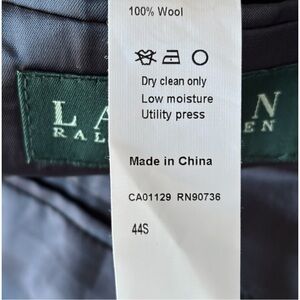 100% Wool
Dry clean only
Low moisture
Utility press
Made in China
CA01129 RN90736
44S